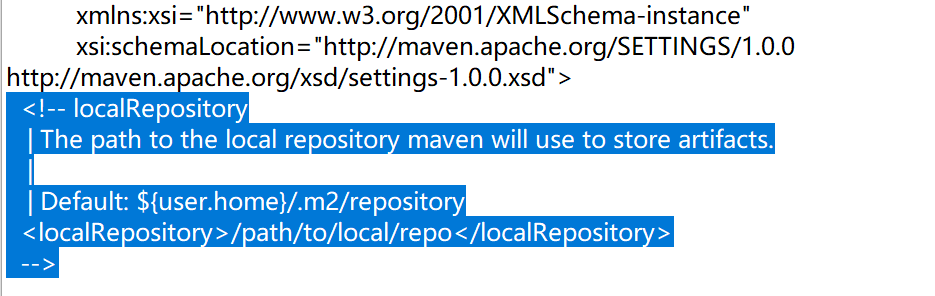 xmlns:xsi="http://www.w3.org/2001/XMLSchema-instance"
xsi:schemaLocation="http://maven.apache.org/SETTINGS/1.0.0
http://maven.apache.org/xsd/settings-1.0.0.xsd">
<!-- localRepository
| The path to the local repository maven will use to store artifacts.
|
| Default: ${user.home}/.m2/repository
<localRepository>/path/to/local/repo</localRepository>
-->